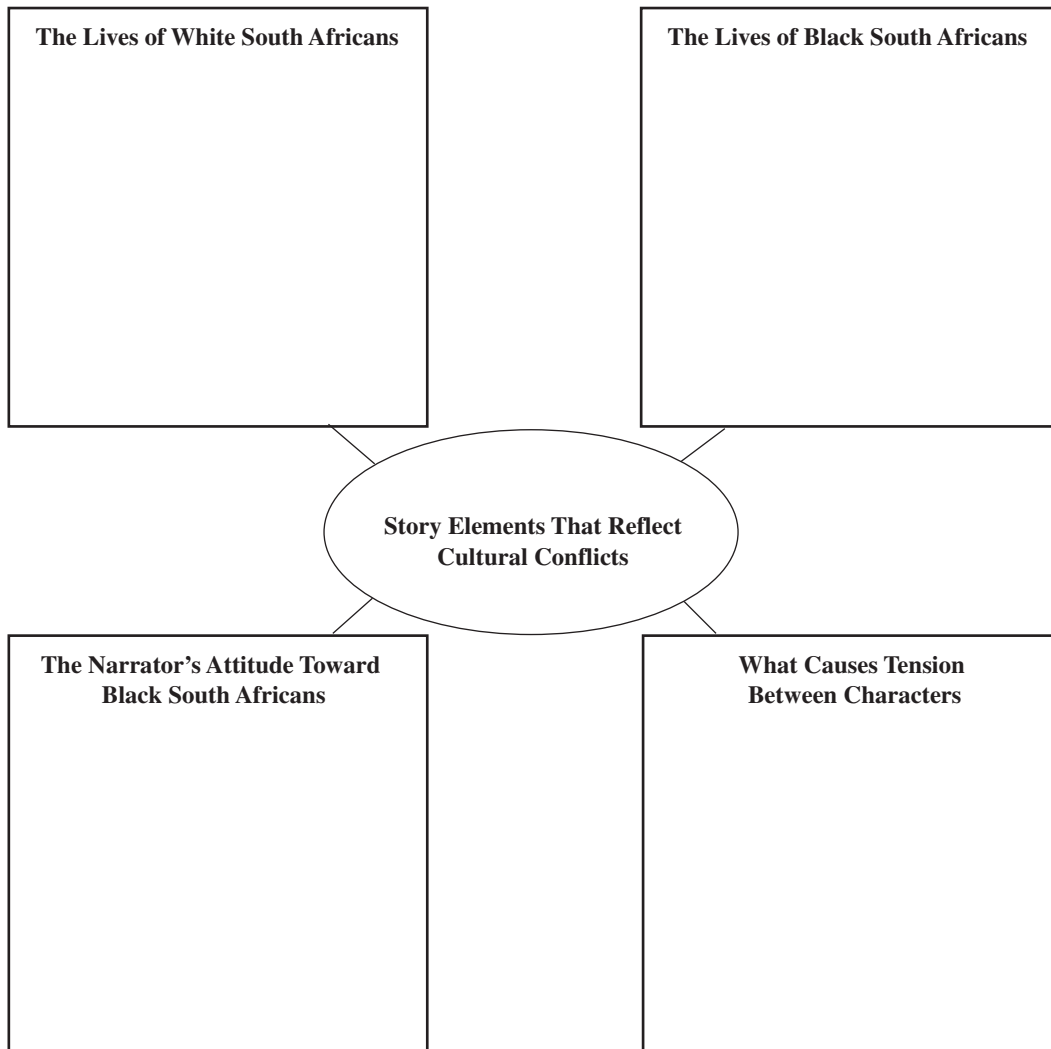 The Lives of White South Africans
The Lives of Black South Africans
Story Elements That Reflect
Cultural Conflicts
The Narrator’s Attitude Toward
Black South Africans
What Causes Tension
Between Characters